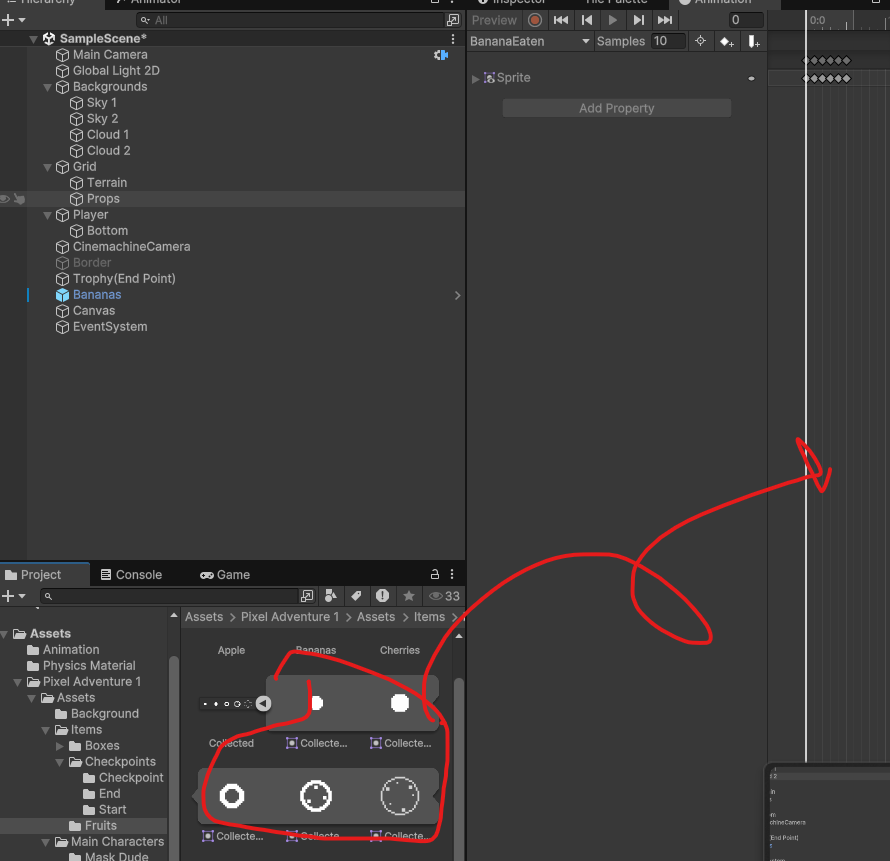 Hierarchy
Animator
All
SampleScene*
Main Camera
Global Light 2D
Backgrounds
Sky 1
Sky 2
Cloud 1
Cloud 2
Grid
Terrain
Props
Player
Bottom
CinemachineCamera
Border
Trophy(End Point)
Bananas
Canvas
EventSystem
Inspector
Tile Palette
Animation
Preview
0
0:0
BananaEaten
Samples
10
Sprite
Add Property
Project
Console
Game
33
Assets
Animation
Physics Material
Pixel Adventure 1
Assets
Background
Items
Boxes
Checkpoints
Checkpoint
End
Start
Fruits
Main Characters
Mask Dude
Assets > Pixel Adventure 1 > Assets > Items >
Apple
Bananas
Cherries
Collected
Collecte...
Collecte...
Collecte...
Collecte...
Collecte...
chineCamera
(End Point)